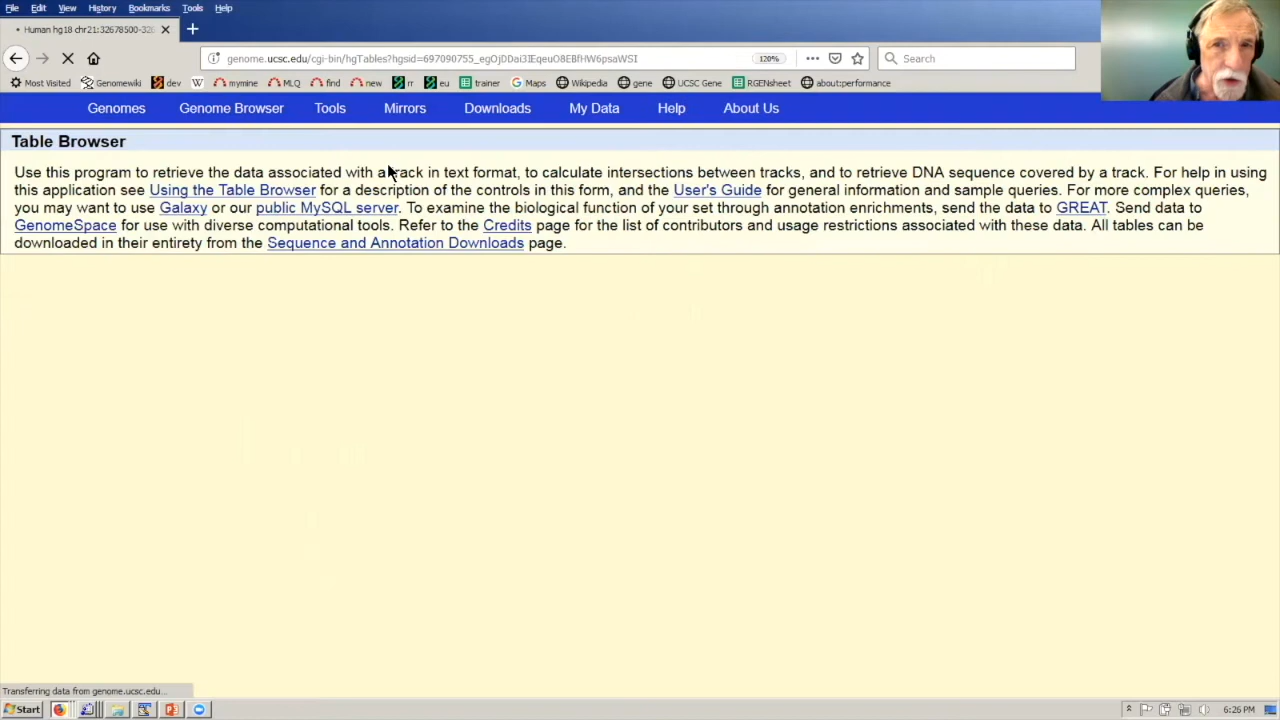 File Edit View History Bookmarks Tools Help
Human hg18 chr21:32678500-32
genome.ucsc.edu/cgi-bin/hgTables?hgsid=697090755_egOjDDai3IEqeuO8EBfHW6psaWSI 120% Search
Most Visited Genomewiki dev W mymine MLQ find new rr eu trainer Maps Wikipedia gene UCSC Gene RGENsheet about:performance
Genomes Genome Browser Tools Mirrors Downloads My Data Help About Us
Table Browser
Use this program to retrieve the data associated with a track in text format, to calculate intersections between tracks, and to retrieve DNA sequence covered by a track. For help in using
this application see Using the Table Browser for a description of the controls in this form, and the User's Guide for general information and sample queries. For more complex queries,
you may want to use Galaxy or our public MySQL server. To examine the biological function of your set through annotation enrichments, send the data to GREAT. Send data to
GenomeSpace for use with diverse computational tools. Refer to the Credits page for the list of contributors and usage restrictions associated with these data. All tables can be
downloaded in their entirety from the Sequence and Annotation Downloads page.
Transferring data from genome.ucsc.edu...
Start 6:26 PM